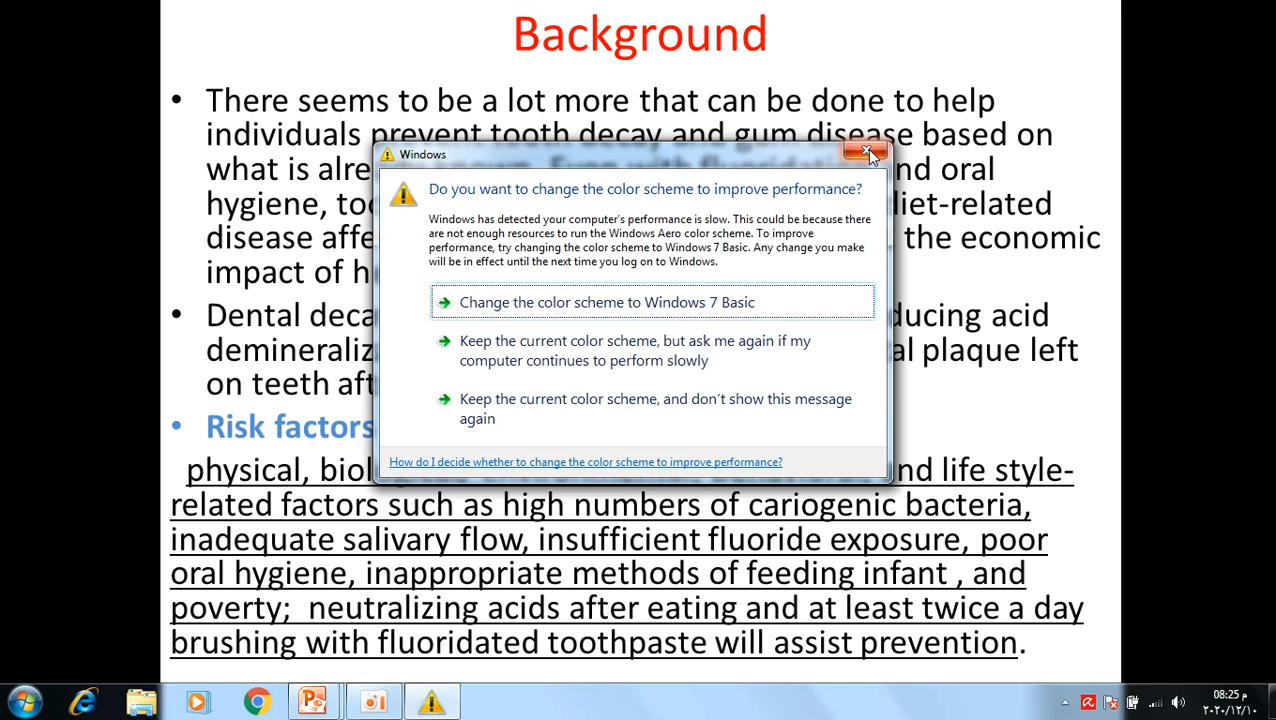 Background
• There seems to be a lot more that can be done to help
individuals prevent tooth decay and gum disease based on
what is alre and oral
hygiene, too diet-related
disease affe the economic
impact of h
• Dental deca ducing acid
demineraliz al plaque left
on teeth aft
• Risk factors
physical, and life style-
related factors such as high numbers of cariogenic bacteria,
inadequate salivary flow, insufficient fluoride exposure, poor
oral hygiene, inappropriate methods of feeding infant , and
poverty; neutralizing acids after eating and at least twice a day
brushing with fluoridated toothpaste will assist prevention.
Windows
Do you want to change the color scheme to improve performance?
Windows has detected your computer's performance is slow. This could be because there
are not enough resources to run the Windows Aero color scheme. To improve
performance, try changing the color scheme to Windows 7 Basic. Any change you make
will be in effect until the next time you log on to Windows.
Change the color scheme to Windows 7 Basic
Keep the current color scheme, but ask me again if my
computer continues to perform slowly
Keep the current color scheme, and don't show this message
again
How do I decide whether to change the color scheme to improve performance?
08:25 م
٢٠٢٠/١٢/١٠